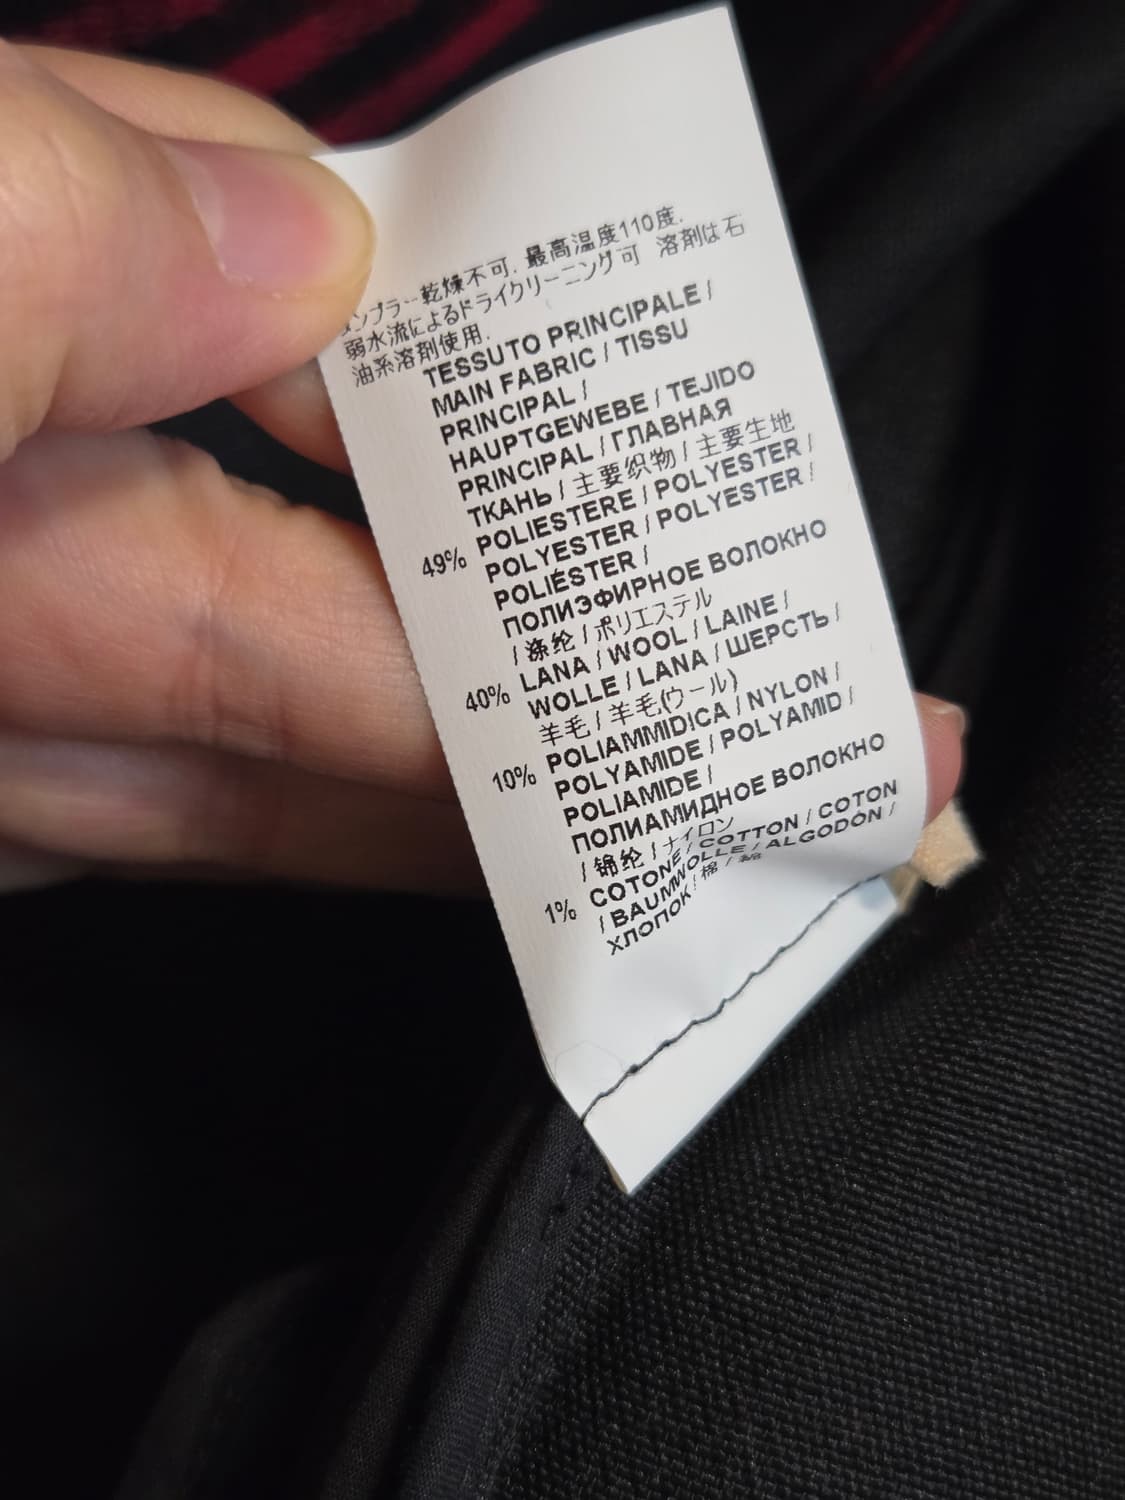 タンブラー乾燥不可. 最高温度110度.
弱水流によるドライクリーニング可 溶剤は石
油系溶剤使用.
TESSUTO PRINCIPALE /
MAIN FABRIC / TISSU
PRINCIPAL /
HAUPTGEWEBE / TEJIDO
PRINCIPAL / ГЛАВНАЯ
ТКАНЬ / 主要织物 / 主要生地
49% POLIESTERE / POLYESTER /
POLYESTER / POLYESTER /
POLIÉSTER /
ПОЛИЭФИРНОЕ ВОЛОКНО
/ 涤纶 / ポリエステル
40% LANA / WOOL / LAINE /
WOLLE / LANA / ШЕРСТЬ /
羊毛 / 羊毛(ウール)
10% POLIAMMIDICA / NYLON /
POLYAMIDE / POLYAMID /
POLIAMIDE /
ПОЛИАМИДНОЕ ВОЛОКНО
/ 锦纶 / ナイロン
1% COTONE / COTTON / COTON
/ BAUMWOLLE / ALGODÓN /
ХЛОПОК / 棉 / 綿